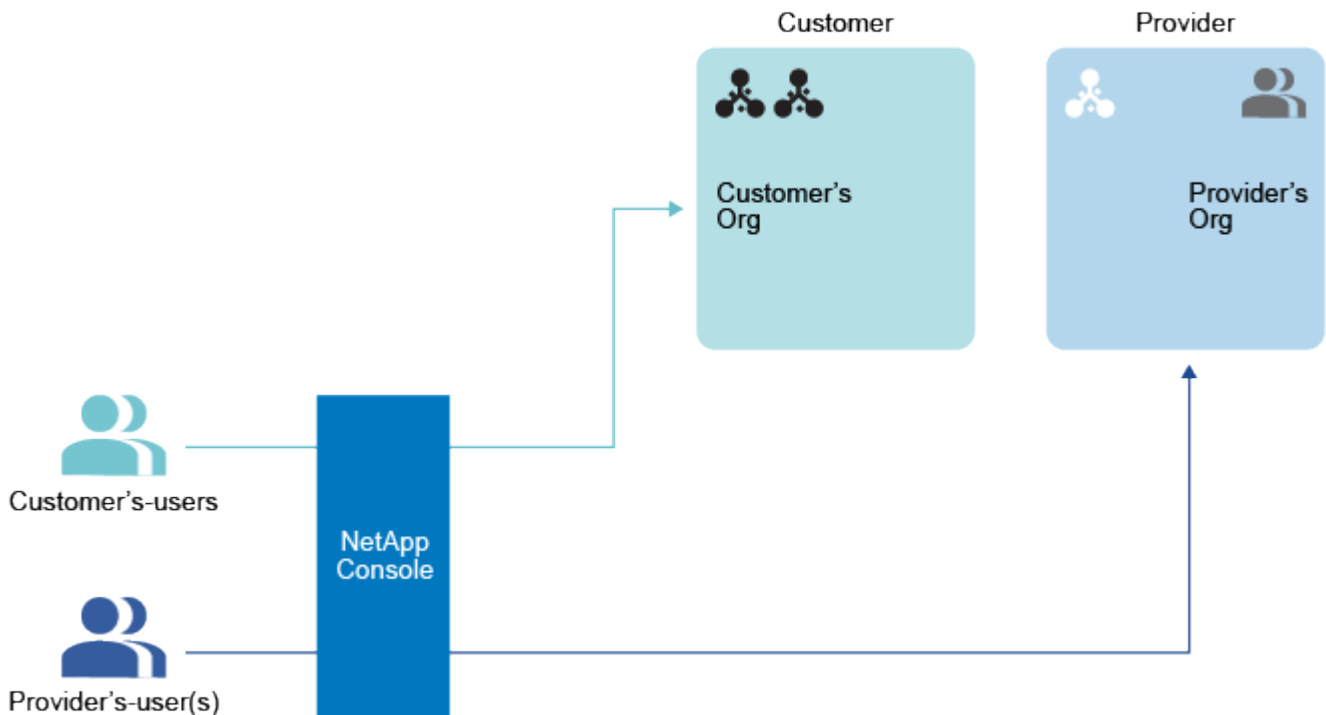 Customer
Provider
Customer’s
Org
Provider’s
Org
Customer’s-users
NetApp
Console
Provider’s-user(s)